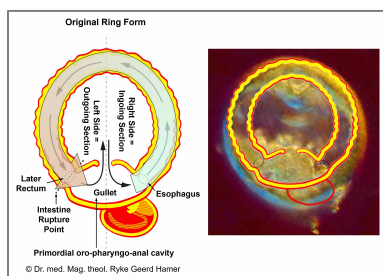 Original Ring Form
Left Side =
Outgoing Section
Right Side =
Ingoing Section
Later
Rectum
Gullet
Esophagus
Intestine
Rupture
Point
Primordial oro-pharyngo-anal cavity
© Dr. med. Mag. theol. Ryke Geerd Hamer